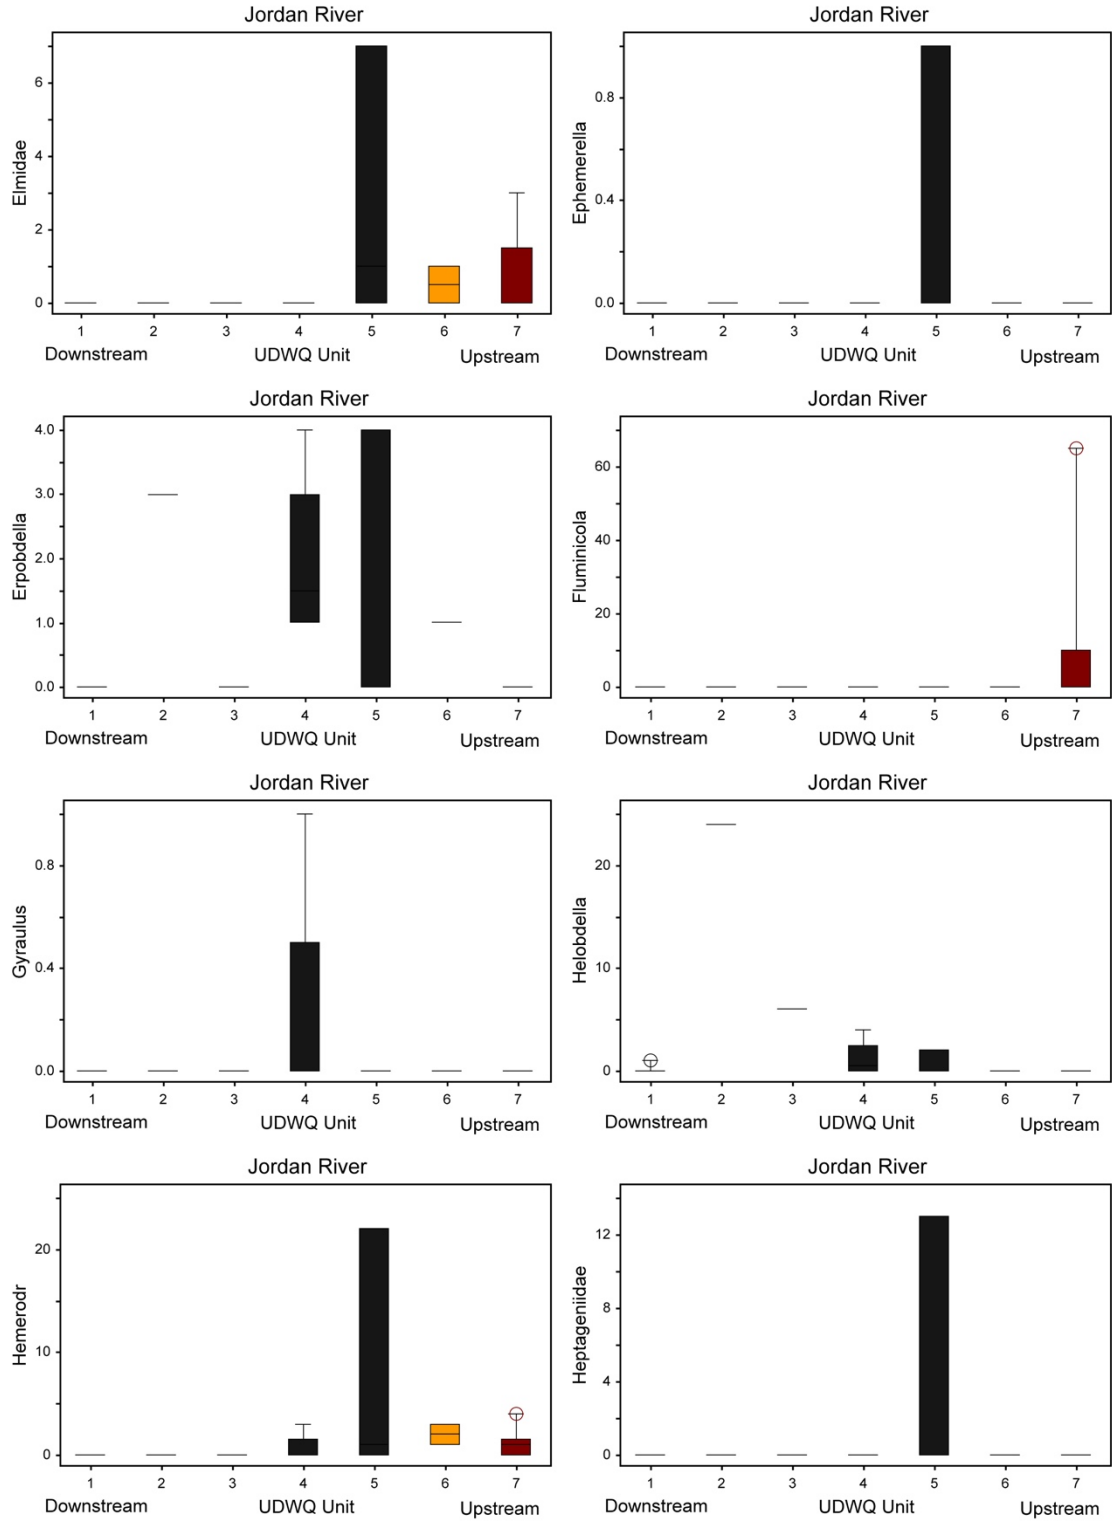 Jordan River
Elmidae
6
4
2
0
1 2 3 4 5 6 7
Downstream UDWQ Unit Upstream
Jordan River
Ephemerella
0.8
0.4
0.0
1 2 3 4 5 6 7
Downstream UDWQ Unit Upstream
Jordan River
Erpobdella
4.0
3.0
2.0
1.0
0.0
1 2 3 4 5 6 7
Downstream UDWQ Unit Upstream
Jordan River
Fluminicola
60
40
20
0
1 2 3 4 5 6 7
Downstream UDWQ Unit Upstream
Jordan River
Gyraulus
0.8
0.4
0.0
1 2 3 4 5 6 7
Downstream UDWQ Unit Upstream
Jordan River
Helobdella
20
10
0
1 2 3 4 5 6 7
Downstream UDWQ Unit Upstream
Jordan River
Hemerodr
20
10
0
1 2 3 4 5 6 7
Downstream UDWQ Unit Upstream
Jordan River
Heptageniidae
12
8
4
0
1 2 3 4 5 6 7
Downstream UDWQ Unit Upstream